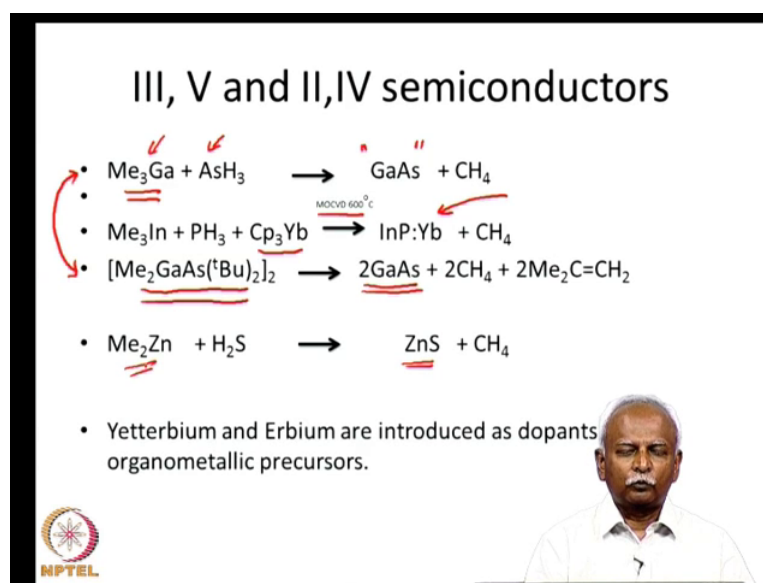 III, V and II,IV semiconductors
• Me₃Ga + AsH₃ → GaAs + CH₄
•
MOCVD 600°C
• Me₃In + PH₃ + Cp₃Yb → InP:Yb + CH₄
• [Me₂GaAs(ᵗBu)₂]₂ → 2GaAs + 2CH₄ + 2Me₂C=CH₂
• Me₂Zn + H₂S → ZnS + CH₄
• Yetterbium and Erbium are introduced as dopants
organometallic precursors.
NPTEL